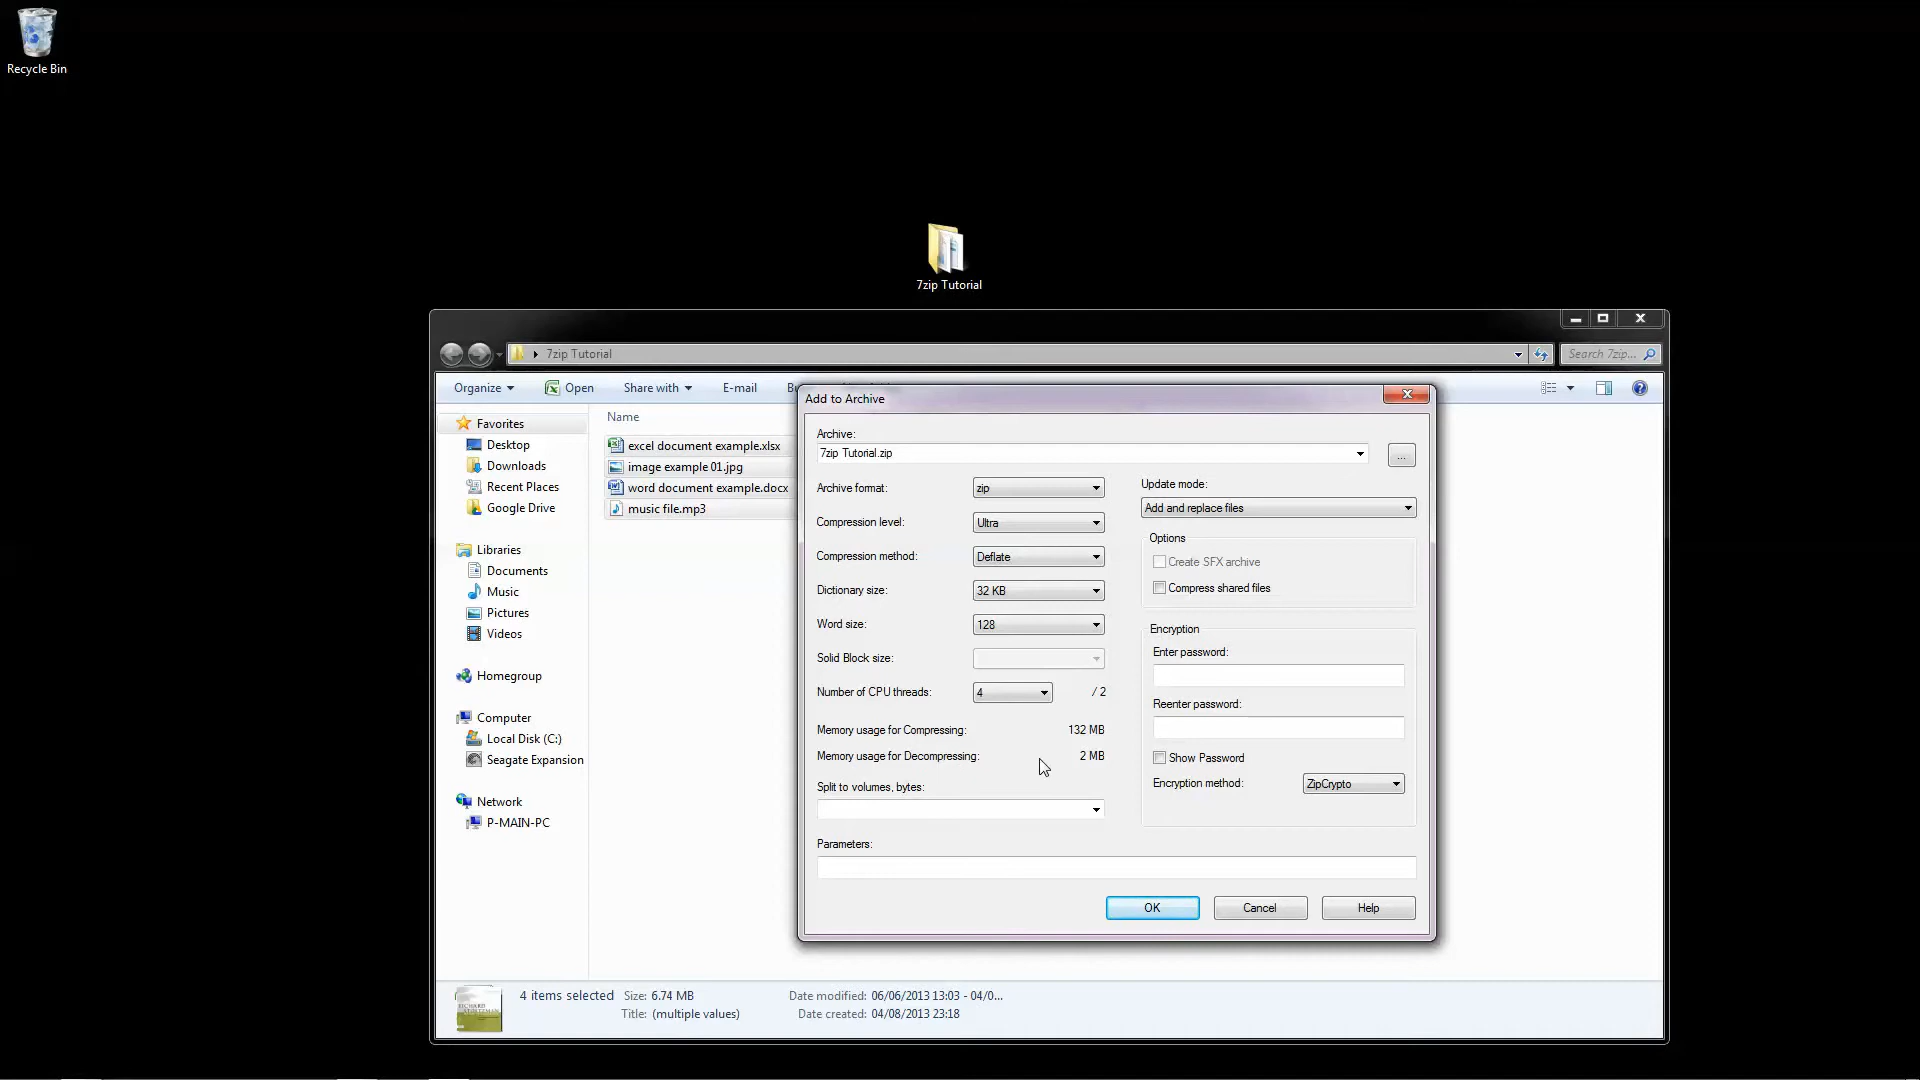 Recycle Bin
7zip Tutorial
7zip Tutorial
Search 7zip...
Organize
Open
Share with
E-mail
Add to Archive
Name
Favorites
Desktop
Downloads
Recent Places
Google Drive
Libraries
Documents
Music
Pictures
Videos
Homegroup
Computer
Local Disk (C:)
Seagate Expansion
Network
P-MAIN-PC
excel document example.xlsx
image example 01.jpg
word document example.docx
music file.mp3
Archive:
7zip Tutorial.zip
...
Archive format:
zip
Compression level:
Ultra
Compression method:
Deflate
Dictionary size:
32 KB
Word size:
128
Solid Block size:
Number of CPU threads:
4
/ 2
Memory usage for Compressing:
132 MB
Memory usage for Decompressing:
2 MB
Split to volumes, bytes:
Parameters:
Update mode:
Add and replace files
Options
Create SFX archive
Compress shared files
Encryption
Enter password:
Reenter password:
Show Password
Encryption method:
ZipCrypto
OK
Cancel
Help
4 items selected
Size: 6.74 MB
Date modified: 06/06/2013 13:03 - 04/0...
Title: (multiple values)
Date created: 04/08/2013 23:18